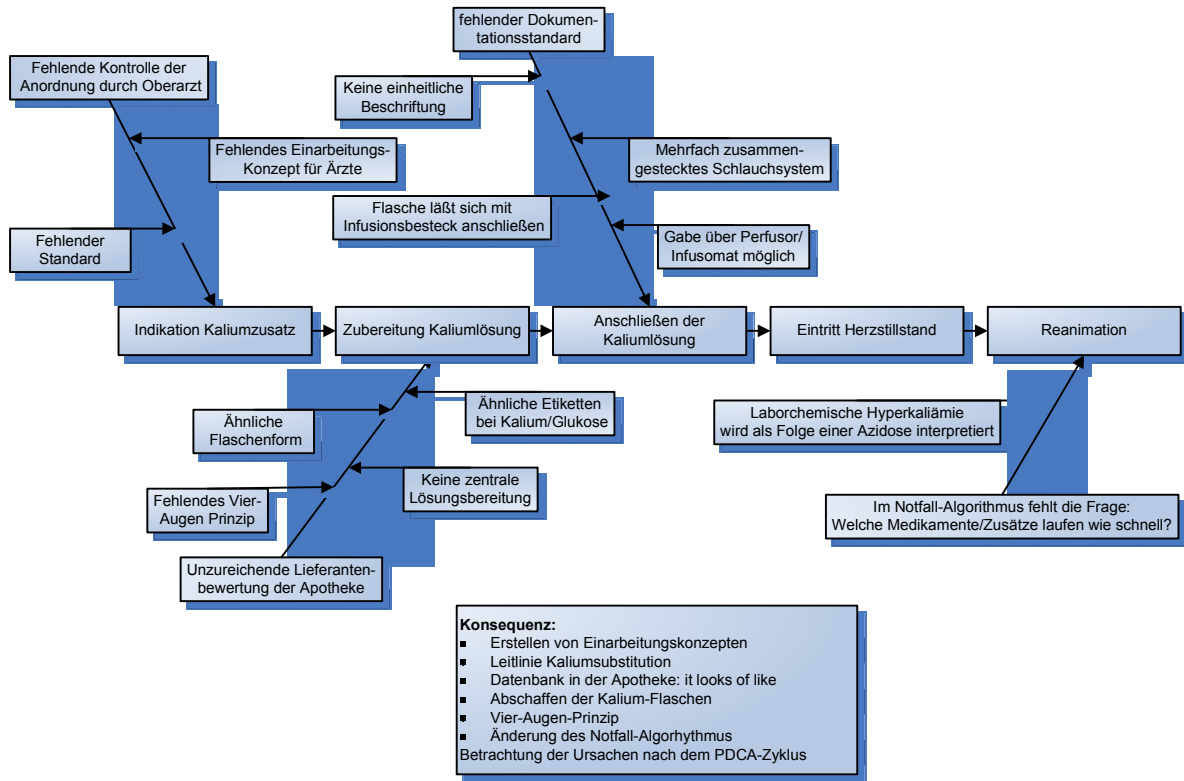 fehlender Dokumen-
tationsstandard
Fehlende Kontrolle der
Anordnung durch Oberarzt
Keine einheitliche
Beschriftung
Fehlendes Einarbeitungs-
Konzept für Ärzte
Mehrfach zusammen-
gestecktes Schlauchsystem
Flasche läßt sich mit
Infusionsbesteck anschließen
Fehlender
Standard
Gabe über Perfusor/
Infusomat möglich
Indikation Kaliumzusatz
Zubereitung Kaliumlösung
Anschließen der
Kaliumlösung
Eintritt Herzstillstand
Reanimation
Ähnliche
Flaschenform
Ähnliche Etiketten
bei Kalium/Glukose
Laborchemische Hyperkaliämie
wird als Folge einer Azidose interpretiert
Fehlendes Vier-
Augen Prinzip
Keine zentrale
Lösungsbereitung
Im Notfall-Algorithmus fehlt die Frage:
Welche Medikamente/Zusätze laufen wie schnell?
Unzureichende Lieferanten-
bewertung der Apotheke
Konsequenz:
▪ Erstellen von Einarbeitungskonzepten
▪ Leitlinie Kaliumsubstitution
▪ Datenbank in der Apotheke: it looks of like
▪ Abschaffen der Kalium-Flaschen
▪ Vier-Augen-Prinzip
▪ Änderung des Notfall-Algorhythmus
Betrachtung der Ursachen nach dem PDCA-Zyklus